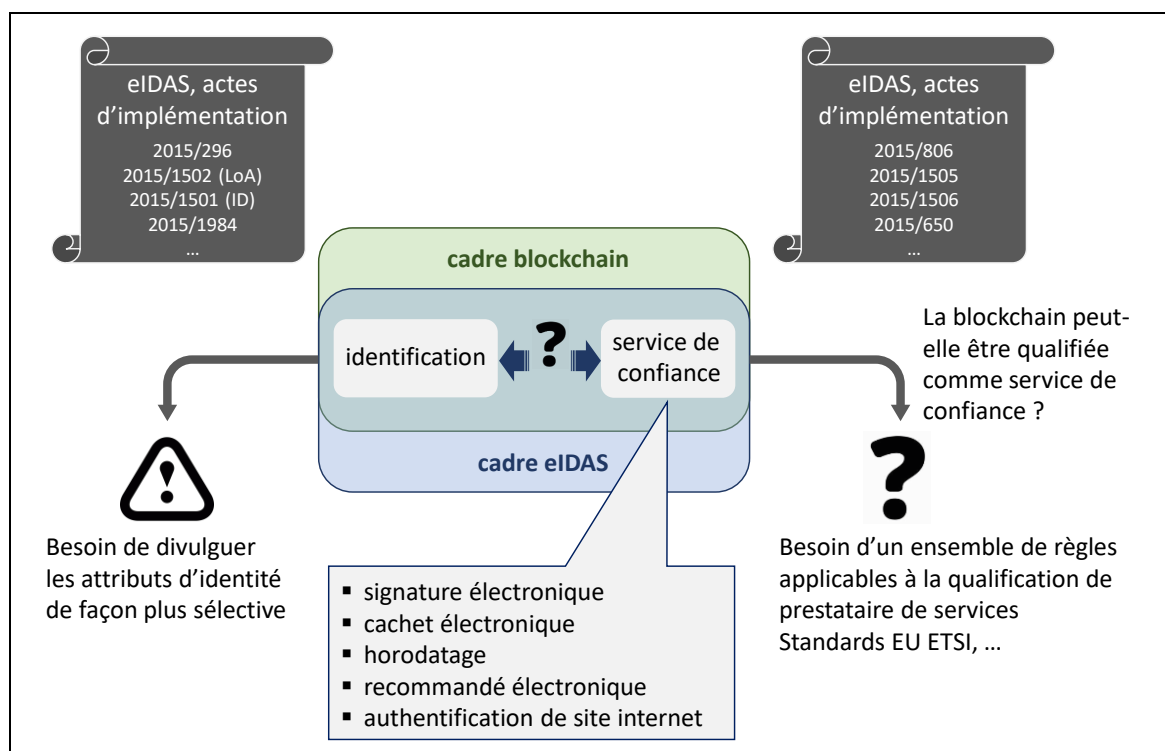 eIDAS, actes
d’implémentation
2015/296
2015/1502 (LoA)
2015/1501 (ID)
2015/1984
...
eIDAS, actes
d’implémentation
2015/806
2015/1505
2015/1506
2015/650
...
cadre blockchain
identification
?
service de
confiance
cadre eIDAS
La blockchain peut-
elle être qualifiée
comme service de
confiance ?
!
?
Besoin de divulguer
les attributs d’identité
de façon plus sélective
▪ signature électronique
▪ cachet électronique
▪ horodatage
▪ recommandé électronique
▪ authentification de site internet
Besoin d’un ensemble de règles
applicables à la qualification de
prestataire de services
Standards EU ETSI, …